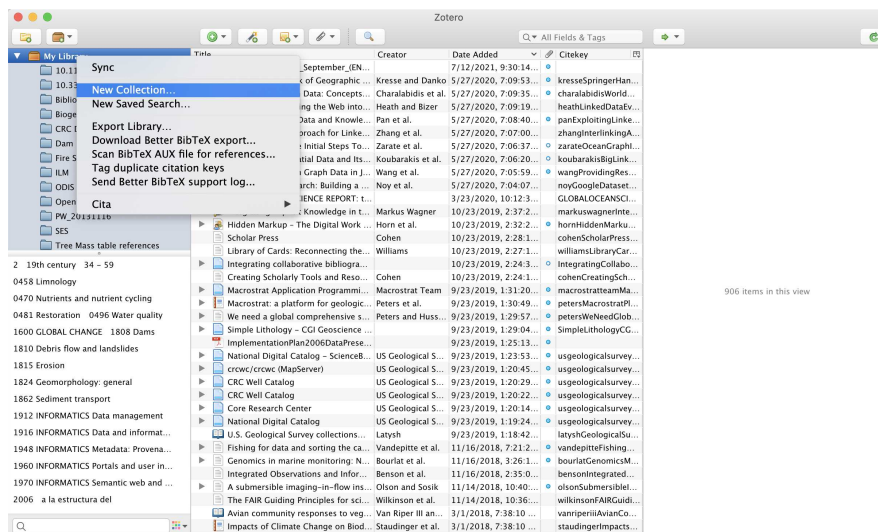 Zotero
All Fields & Tags
Title Creator Date Added Citekey
My Library
10.11
10.33
Biblio
Bioge
CRC
Dam
Fire S
ILM
ODIS
Open
PW_20131116
SES
Tree Mass table references
Sync
New Collection...
New Saved Search...
Export Library...
Download Better BibTeX export...
Scan BibTeX AUX file for references...
Tag duplicate citation keys
Send Better BibTeX support log...
Cita
_September_(EN... 7/12/2021, 9:30:14...
k of Geographic ... Kresse and Danko 5/27/2020, 7:09:53... kresseSpringerHan...
Data: Concepts... Charalabidis et al. 5/27/2020, 7:09:35... charalabidisWorld...
ing the Web into... Heath and Bizer 5/27/2020, 7:09:19... heathLinkedDataEv...
Data and Knowle... Pan et al. 5/27/2020, 7:08:40... panExploitingLinke...
proach for Linke... Zhang et al. 5/27/2020, 7:07:00... zhangInterlinkingA...
e Initial Steps To... Zarate et al. 5/27/2020, 7:06:37... zarateOceanGraphI...
atial Data and Its... Koubarakis et al. 5/27/2020, 7:06:20... koubarakisBigLink...
n Graph Data in J... Wang et al. 5/27/2020, 7:05:59... wangProvidingRes...
arch: Building a ... Noy et al. 5/27/2020, 7:04:07... noyGoogleDataset...
IENCE REPORT: t... 3/23/2020, 10:12:3... GLOBALOCEANSCI...
Knowledge in t... Markus Wagner 10/23/2019, 2:37:2... markuswagnerInte...
Hidden Markup – The Digital Work ... Horn et al. 10/23/2019, 2:32:2... hornHiddenMarku...
Scholar Press Cohen 10/23/2019, 2:28:1... cohenScholarPress...
Library of Cards: Reconnecting the... Williams 10/23/2019, 2:27:1... williamsLibraryCar...
Integrating collaborative bibliogra... 10/23/2019, 2:24:3... IntegratingCollabo...
Creating Scholarly Tools and Reso... Cohen 10/23/2019, 2:24:1... cohenCreatingSch...
Macrostrat Application Programmi... Macrostrat Team 9/23/2019, 1:31:20... macrostratteamMa...
Macrostrat: a platform for geologic... Peters et al. 9/23/2019, 1:30:49... petersMacrostratPl...
We need a global comprehensive s... Peters and Huss... 9/23/2019, 1:29:57... petersWeNeedGlob...
Simple Lithology – CGI Geoscience ... 9/23/2019, 1:29:04... SimpleLithologyCG...
ImplementationPlan2006DataPrese... 9/23/2019, 1:25:13...
National Digital Catalog – ScienceB... US Geological S... 9/23/2019, 1:23:53... usgeologicalsurvey...
crcwc/crcwc (MapServer) US Geological S... 9/23/2019, 1:20:45... usgeologicalsurvey...
CRC Well Catalog US Geological S... 9/23/2019, 1:20:29... usgeologicalsurvey...
CRC Well Catalog US Geological S... 9/23/2019, 1:20:22... usgeologicalsurvey...
Core Research Center US Geological S... 9/23/2019, 1:20:14... usgeologicalsurvey...
National Digital Catalog US Geological S... 9/23/2019, 1:19:24... usgeologicalsurvey...
U.S. Geological Survey collections... Latysh 9/23/2019, 1:18:42... latyshGeologicalSu...
Fishing for data and sorting the ca... Vandepitte et al. 11/16/2018, 7:21:2... vandepitteFishing...
Genomics in marine monitoring: N... Bourlat et al. 11/16/2018, 3:26:1... bourlatGenomicsM...
Integrated Observations and Infor... Benson et al. 11/16/2018, 2:35:0... bensonIntegrated...
A submersible imaging-in-flow ins... Olson and Sosik 11/14/2018, 10:40:... olsonSubmersibleI...
The FAIR Guiding Principles for sci... Wilkinson et al. 11/14/2018, 10:36:... wilkinsonFAIRGuidi...
Avian community responses to veg... Van Riper III an... 3/1/2018, 7:38:10 ... vanriperiiiAvianCo...
Impacts of Climate Change on Biod... Staudinger et al. 3/1/2018, 7:38:10 ... staudingerImpacts...
2 19th century 34 – 59
0458 Limnology
0470 Nutrients and nutrient cycling
0481 Restoration 0496 Water quality
1600 GLOBAL CHANGE 1808 Dams
1810 Debris flow and landslides
1815 Erosion
1824 Geomorphology: general
1862 Sediment transport
1912 INFORMATICS Data management
1916 INFORMATICS Data and informat...
1948 INFORMATICS Metadata: Provena...
1960 INFORMATICS Portals and user in...
1970 INFORMATICS Semantic web and ...
2006 a la estructura del
906 items in this view